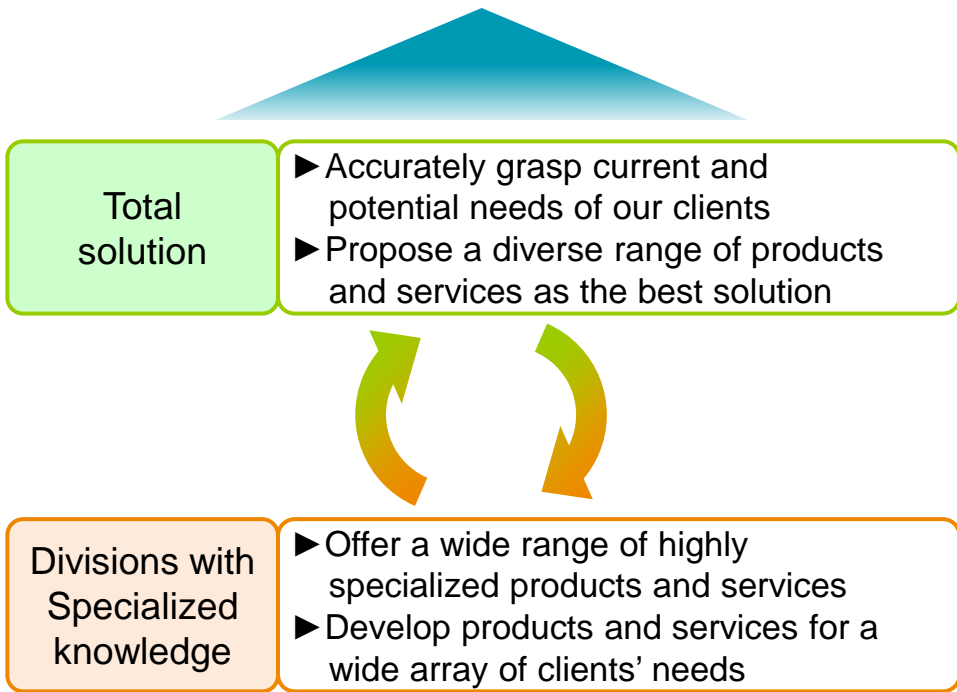 Total
solution
►Accurately grasp current and
potential needs of our clients
►Propose a diverse range of products
and services as the best solution
Divisions with
Specialized
knowledge
►Offer a wide range of highly
specialized products and services
►Develop products and services for a
wide array of clients’ needs